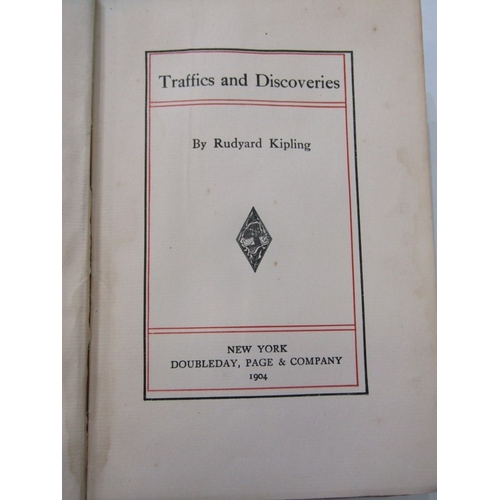 Traffics and Discoveries
By Rudyard Kipling
NEW YORK
DOUBLEDAY, PAGE & COMPANY
1904